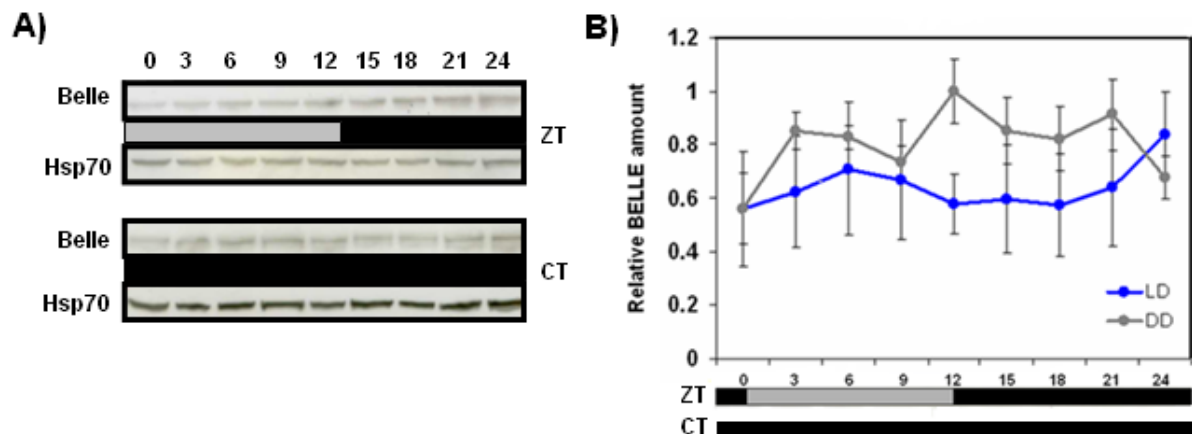 A)
0 3 6 9 12 15 18 21 24
Belle
ZT
Hsp70
Belle
CT
Hsp70
B)
Relative BELLE amount
1.2
1
0.8
0.6
0.4
0.2
0
LD
DD
0 3 6 9 12 15 18 21 24
ZT
CT